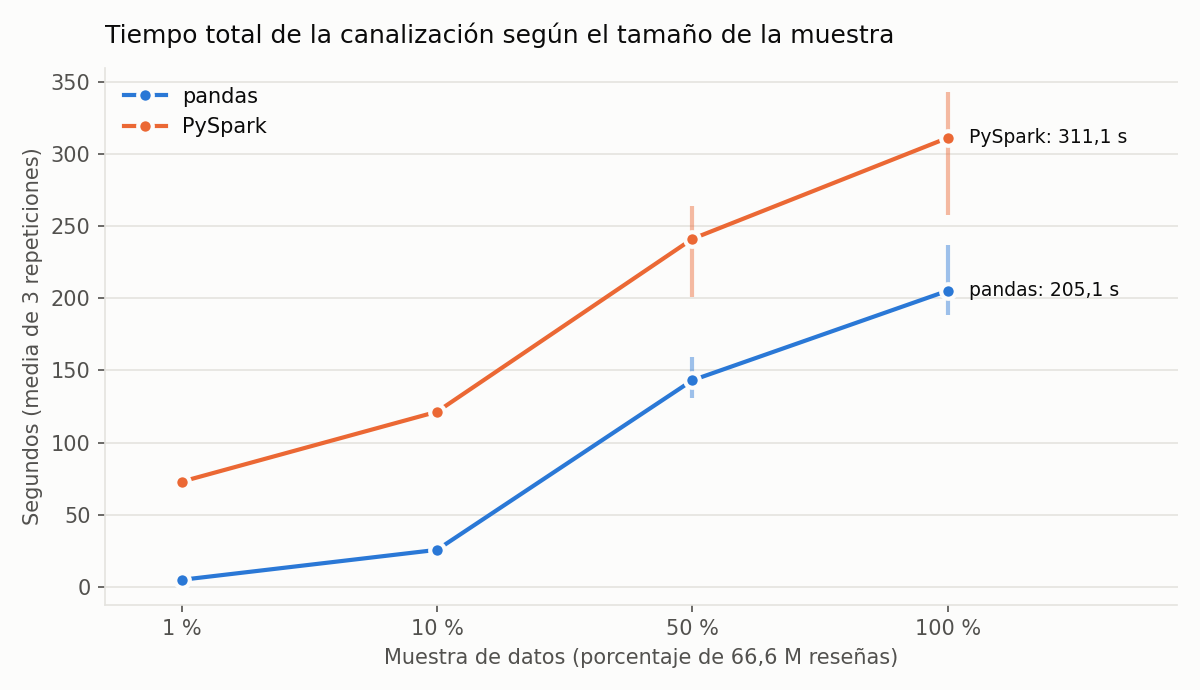 Tiempo total de la canalización según el tamaño de la muestra
350
300
250
200
150
100
50
0
Segundos (media de 3 repeticiones)
pandas
PySpark
PySpark: 311,1 s
pandas: 205,1 s
1 %
10 %
50 %
100 %
Muestra de datos (porcentaje de 66,6 M reseñas)